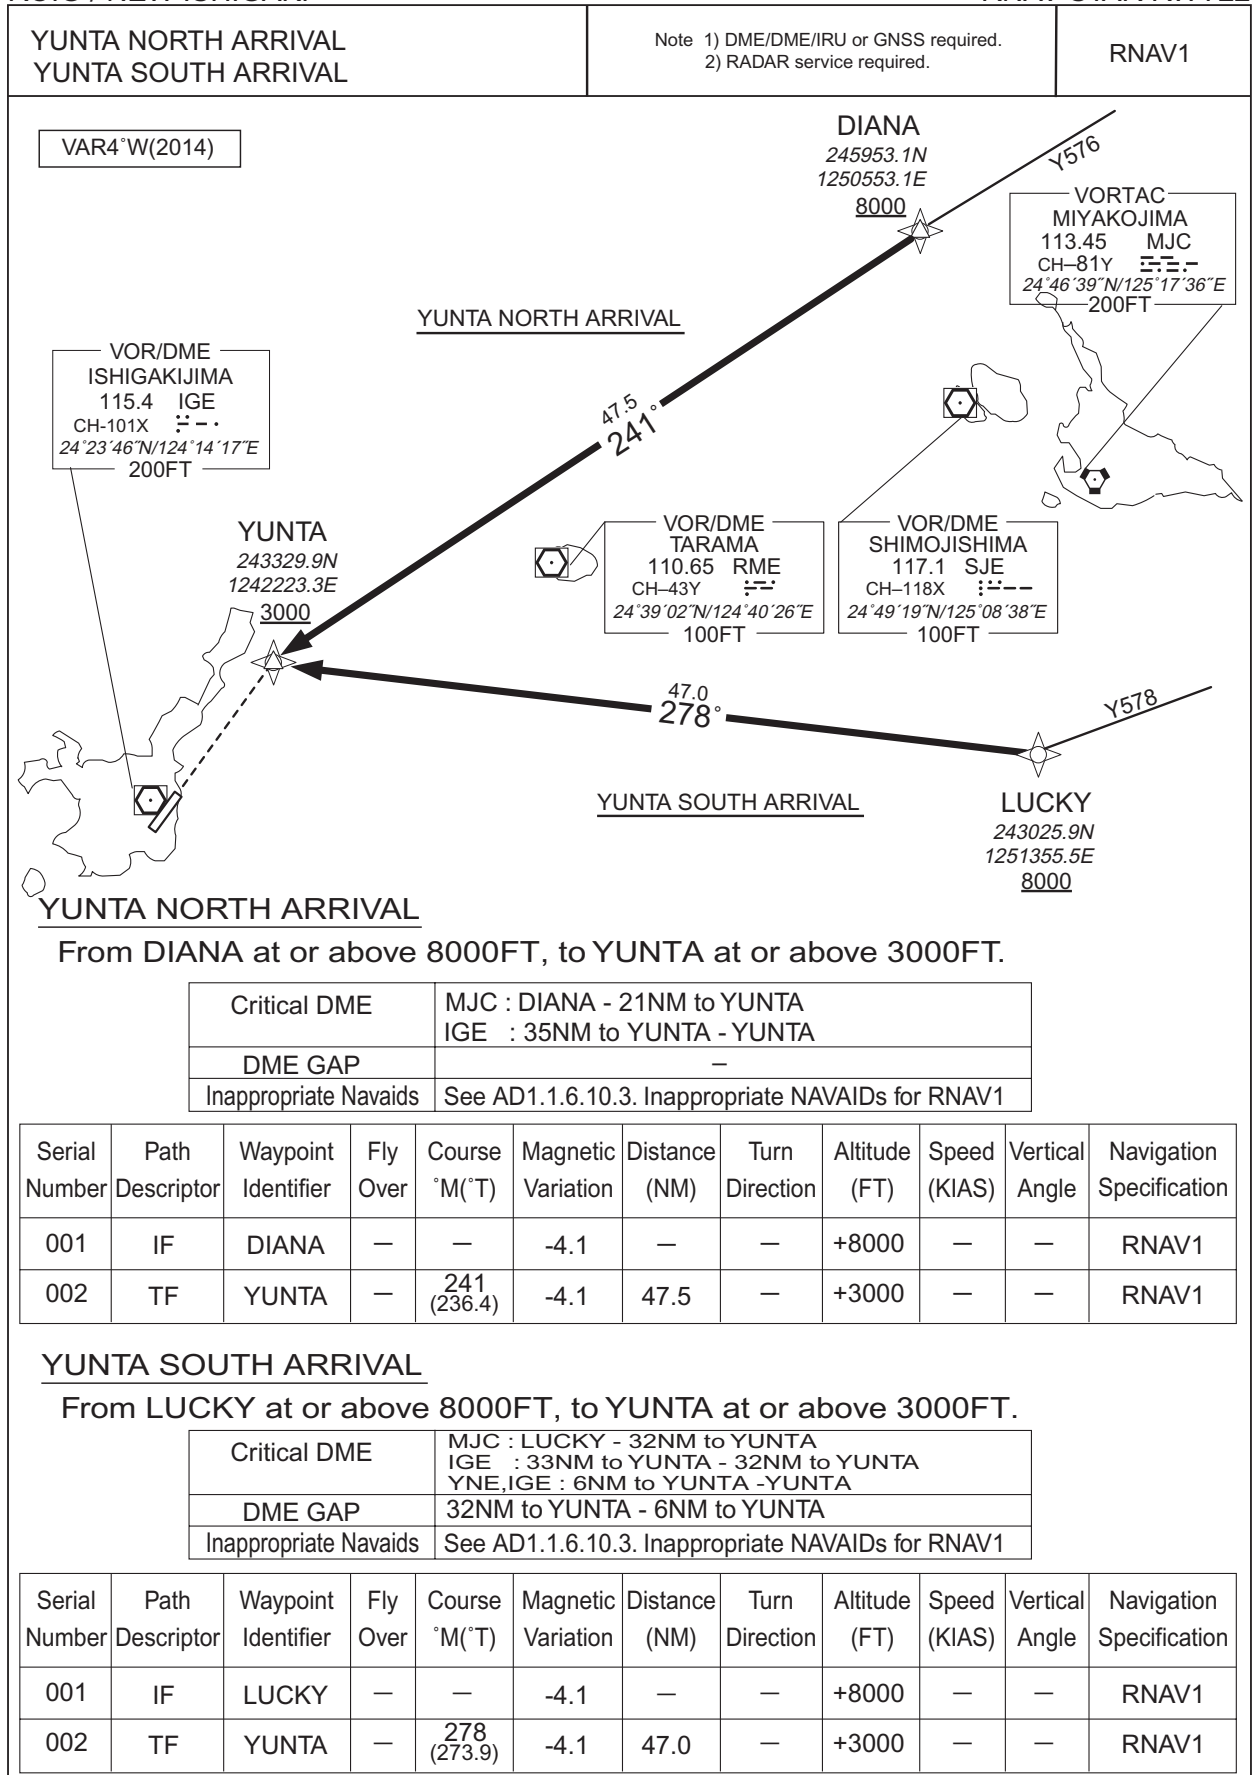 YUNTA NORTH ARRIVAL
YUNTA SOUTH ARRIVAL
Note 1) DME/DME/IRU or GNSS required.
2) RADAR service required.
RNAV1
VAR4˚W(2014)
DIANA
245953.1N
1250553.1E
8000
Y576
VORTAC
MIYAKOJIMA
113.45 MJC
CH–81Y
24˚46´39˝N/125˚17´36˝E
200FT
YUNTA NORTH ARRIVAL
VOR/DME
ISHIGAKIJIMA
115.4 IGE
CH-101X
24˚23´46˝N/124˚14´17˝E
200FT
47.5
241˚
YUNTA
243329.9N
1242223.3E
3000
VOR/DME
TARAMA
110.65 RME
CH–43Y
24˚39´02˝N/124˚40´26˝E
100FT
VOR/DME
SHIMOJISHIMA
117.1 SJE
CH–118X
24˚49´19˝N/125˚08´38˝E
100FT
47.0
278˚
Y578
YUNTA SOUTH ARRIVAL
LUCKY
243025.9N
1251355.5E
8000
YUNTA NORTH ARRIVAL
From DIANA at or above 8000FT, to YUNTA at or above 3000FT.
Critical DME MJC : DIANA - 21NM to YUNTA
IGE : 35NM to YUNTA - YUNTA
DME GAP –
Inappropriate Navaids See AD1.1.6.10.3. Inappropriate NAVAIDs for RNAV1
Serial Path Waypoint Fly Course Magnetic Distance Turn Altitude Speed Vertical Navigation
Number Descriptor Identifier Over ˚M(˚T) Variation (NM) Direction (FT) (KIAS) Angle Specification
001 IF DIANA – – -4.1 – – +8000 – – RNAV1
002 TF YUNTA – 241 (236.4) -4.1 47.5 – +3000 – – RNAV1
YUNTA SOUTH ARRIVAL
From LUCKY at or above 8000FT, to YUNTA at or above 3000FT.
Critical DME MJC : LUCKY - 32NM to YUNTA
IGE : 33NM to YUNTA - 32NM to YUNTA
YNE,IGE : 6NM to YUNTA -YUNTA
DME GAP 32NM to YUNTA - 6NM to YUNTA
Inappropriate Navaids See AD1.1.6.10.3. Inappropriate NAVAIDs for RNAV1
Serial Path Waypoint Fly Course Magnetic Distance Turn Altitude Speed Vertical Navigation
Number Descriptor Identifier Over ˚M(˚T) Variation (NM) Direction (FT) (KIAS) Angle Specification
001 IF LUCKY – – -4.1 – – +8000 – – RNAV1
002 TF YUNTA – 278 (273.9) -4.1 47.0 – +3000 – – RNAV1